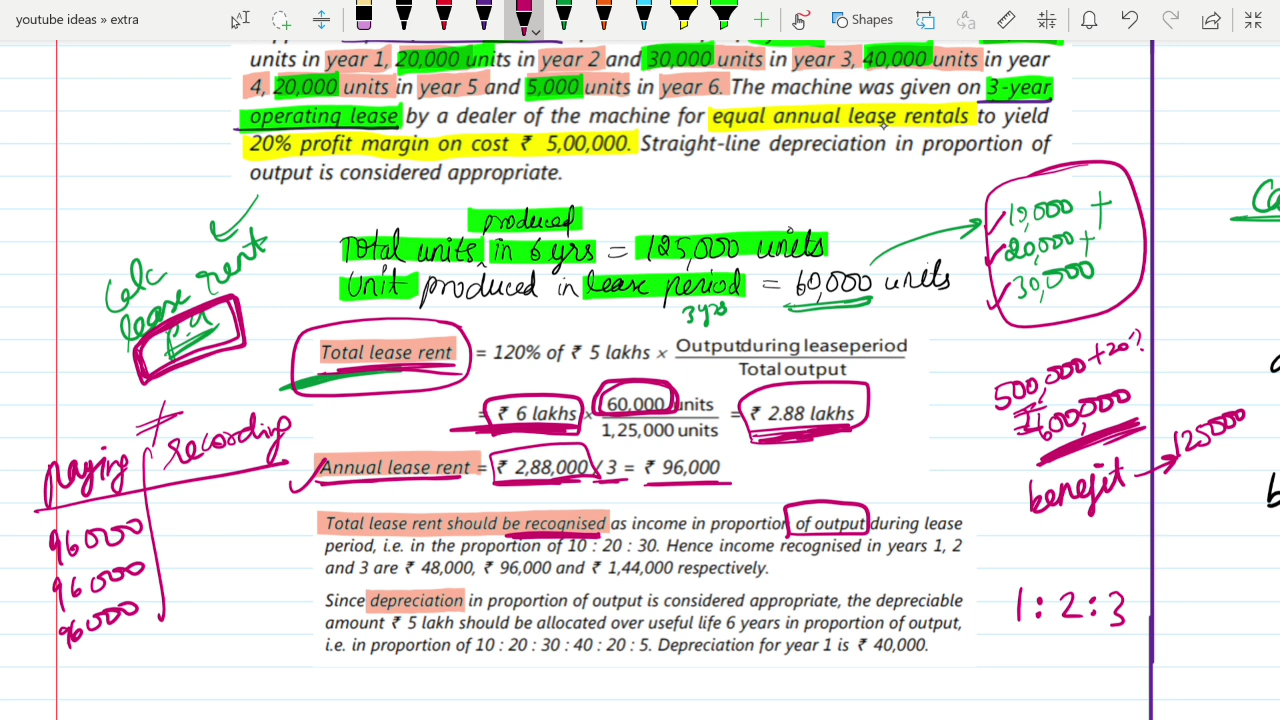 youtube ideas » extra
Shapes
units in year 1, 20,000 units in year 2 and 30,000 units in year 3, 40,000 units in year
4, 20,000 units in year 5 and 5,000 units in year 6. The machine was given on 3-year
operating lease by a dealer of the machine for equal annual lease rentals to yield
20% profit margin on cost ₹ 5,00,000. Straight-line depreciation in proportion of
output is considered appropriate.
produced
Total units in 6 yrs = 125,000 units
Unit produced in lease period = 60,000 units
3 yrs
10,000 +
20,000 +
30,000
Calc
lease rent
p.a
Total lease rent = 120% of ₹ 5 lakhs × Outputduring leaseperiod
Total output
= ₹ 6 lakhs × 60,000 units = ₹ 2.88 lakhs
1,25,000 units
Annual lease rent = ₹ 2,88,000 / 3 = ₹ 96,000
500,000 + 20%
600,000
benefit → 125000
paying ≠ recording
96000
96000
96000
Total lease rent should be recognised as income in proportion of output during lease
period, i.e. in the proportion of 10 : 20 : 30. Hence income recognised in years 1, 2
and 3 are ₹ 48,000, ₹ 96,000 and ₹ 1,44,000 respectively.
1 : 2 : 3
Since depreciation in proportion of output is considered appropriate, the depreciable
amount ₹ 5 lakh should be allocated over useful life 6 years in proportion of output,
i.e. in proportion of 10 : 20 : 30 : 40 : 20 : 5. Depreciation for year 1 is ₹ 40,000.